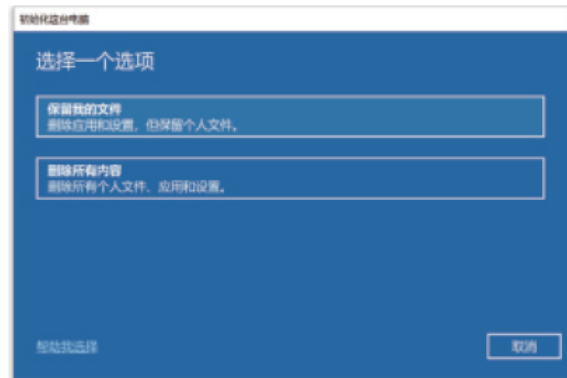 初始化这台电脑
选择一个选项
保留我的文件
删除应用和设置，但保留个人文件。
删除所有内容
删除所有个人文件、应用和设置。
帮助我选择
取消